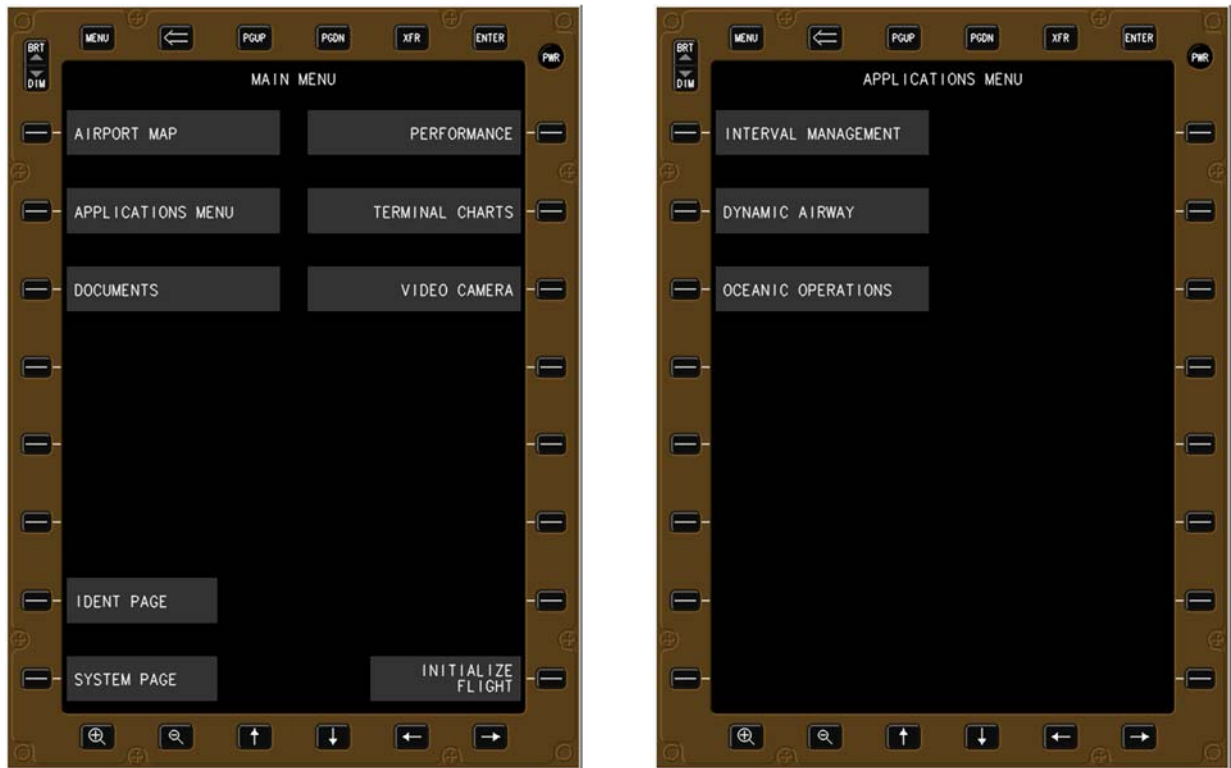 MENU PGUP PGDN XFR ENTER
BRT
DIM
PWR
MAIN MENU
AIRPORT MAP PERFORMANCE
APPLICATIONS MENU TERMINAL CHARTS
DOCUMENTS VIDEO CAMERA
IDENT PAGE
SYSTEM PAGE INITIALIZE
FLIGHT
MENU PGUP PGDN XFR ENTER
BRT
DIM
PWR
APPLICATIONS MENU
INTERVAL MANAGEMENT
DYNAMIC AIRWAY
OCEANIC OPERATIONS